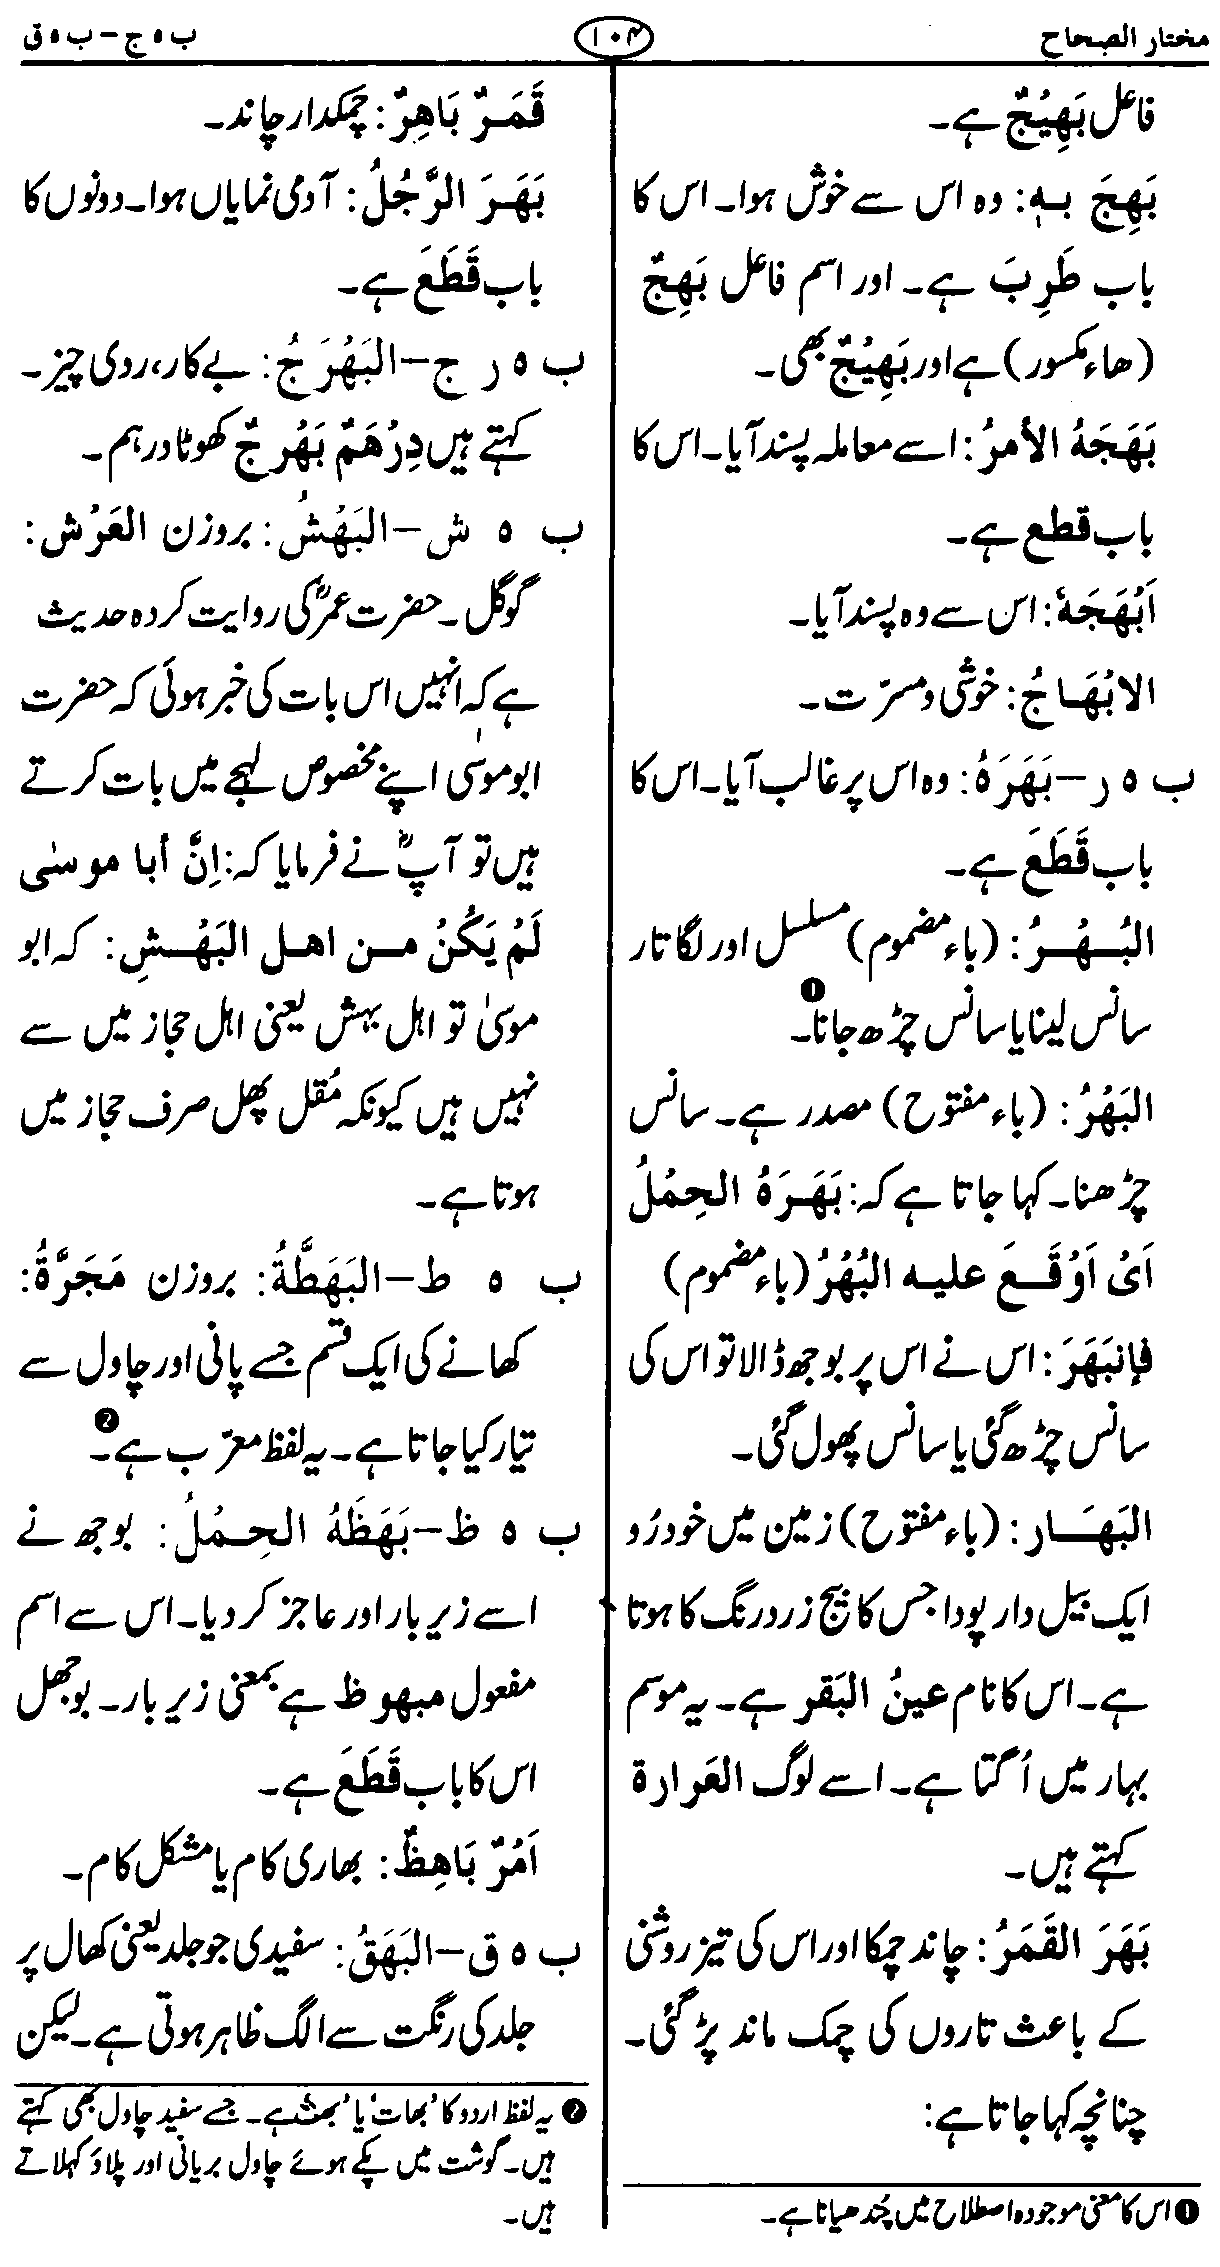 مختار الصحاح
۱۰۴
ب ہ ج – ب ہ ق
فاعل بَهِيْجٌ ہے۔
بَهِجَ بہٖ: وہ اس سے خوش ہوا۔ اس کا
باب طَرِبَ ہے۔ اور اسم فاعل بَهِجٌ
(ھاء مکسور) ہے اور بَهِيْجٌ بھی۔
بَهَجَهُ الأمرُ: اسے معاملہ پسند آیا۔ اس کا
باب قطع ہے۔
اَبْهَجَهٗ: اس سے وہ پسند آیا۔
الابْهَاجُ: خوشی و مسرّت۔
ب ہ ر – بَهَرَهُ: وہ اس پر غالب آیا۔ اس کا
باب قَطَعَ ہے۔
البُهْرُ: (باء مضموم) مسلسل اور لگاتار
سانس لینا یا سانس چڑھ جانا۔❶
البَهْرُ: (باء مفتوح) مصدر ہے۔ سانس
چڑھنا۔ کہا جاتا ہے کہ: بَهَرَهُ الحِمْلُ
اَیْ اَوْقَعَ عليه البُهْرُ (باء مضموم)
فإنبَهَرَ: اس نے اس پر بوجھ ڈالا تو اس کی
سانس چڑھ گئی یا سانس پھول گئی۔
البَهَار: (باء مفتوح) زمین میں خود رُو
ایک بیل دار پودا جس کا بیج زرد رنگ کا ہوتا
ہے۔ اس کا نام عينُ البَقر ہے۔ یہ موسم
بہار میں اُگتا ہے۔ اسے لوگ العَرارة
کہتے ہیں۔
بَهَرَ القَمَرُ: چاند چمکا اور اس کی تیز روشنی
کے باعث تاروں کی چمک ماند پڑ گئی۔
چنانچہ کہا جاتا ہے:
❶ اس کا معنی موجودہ اصطلاح میں چُندھیانا ہے۔
قَمَرٌ بَاهِرٌ: چمکدار چاند۔
بَهَرَ الرَّجُلُ: آدمی نمایاں ہوا۔ دونوں کا
باب قَطَعَ ہے۔
ب ہ ر ج – البَهْرَجُ: بے کار، ردی چیز۔
کہتے ہیں دِرْهَمٌ بَهْرجٌ کھوٹا درہم۔
ب ہ ش – البَهْشُ: بروزن العَرْش:
گوگل۔ حضرت عمرؓ کی روایت کردہ حدیث
ہے کہ انہیں اس بات کی خبر ہوئی کہ حضرت
ابو موسٰی اپنے مخصوص لہجے میں بات کرتے
ہیں تو آپؓ نے فرمایا کہ: اِنَّ أبا موسٰی
لَمْ يَكُنْ من اهل البَهْشِ: کہ ابو
موسیٰ تو اہل بہش یعنی اہل حجاز میں سے
نہیں ہیں کیونکہ مُقل پھل صرف حجاز میں
ہوتا ہے۔
ب ہ ط – البَهَطَّةُ: بروزن مَجَرَّةُ:
کھانے کی ایک قسم جسے پانی اور چاول سے
تیار کیا جاتا ہے۔ یہ لفظ معرّب ہے۔❷
ب ہ ظ – بَهَظَهُ الحِمْلُ: بوجھ نے
اسے زیر بار اور عاجز کر دیا۔ اس سے اسم
مفعول مبهوظ ہے بمعنی زیر بار۔ بوجھل
اس کا باب قَطَعَ ہے۔
اَمْرٌ بَاهِظٌ: بھاری کام یا مشکل کام۔
ب ہ ق – البَهَقُ: سفیدی جو جلد یعنی کھال پر
جلد کی رنگت سے الگ ظاہر ہوتی ہے۔ لیکن
❷ یہ لفظ اردو کا 'بھات' یا 'بھتہ' ہے۔ جسے سفید چاول بھی کہتے
ہیں۔ گوشت میں پکے ہوئے چاول بریانی اور پلاؤ کہلاتے
ہیں۔